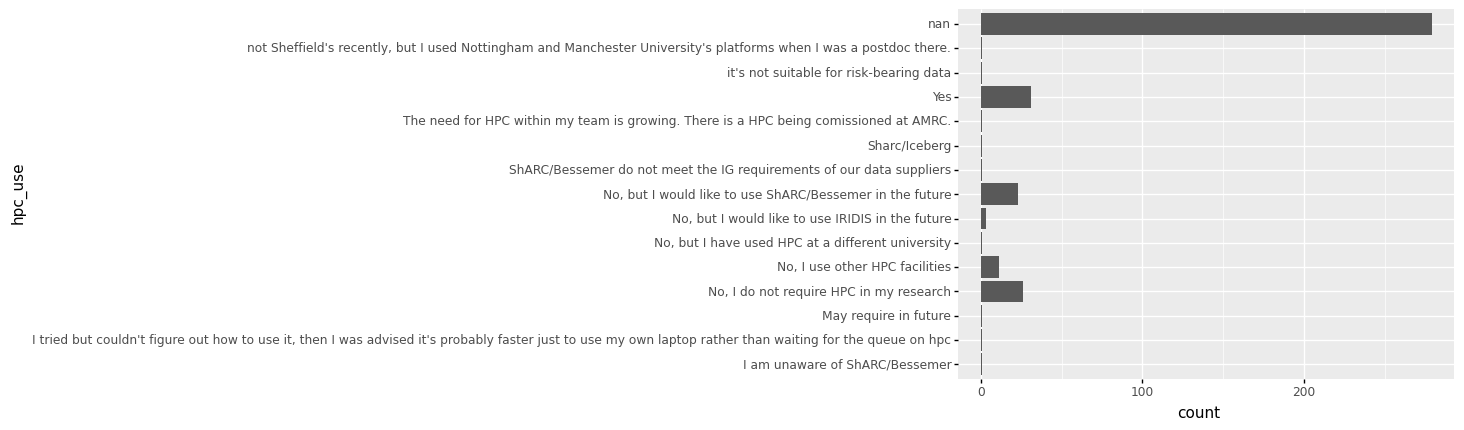 nan
not Sheffield's recently, but I used Nottingham and Manchester University's platforms when I was a postdoc there.
it's not suitable for risk-bearing data
Yes
The need for HPC within my team is growing. There is a HPC being comissioned at AMRC.
Sharc/Iceberg
ShARC/Bessemer do not meet the IG requirements of our data suppliers
No, but I would like to use ShARC/Bessemer in the future
No, but I would like to use IRIDIS in the future
No, but I have used HPC at a different university
No, I use other HPC facilities
No, I do not require HPC in my research
May require in future
I tried but couldn't figure out how to use it, then I was advised it's probably faster just to use my own laptop rather than waiting for the queue on hpc
I am unaware of ShARC/Bessemer
hpc_use
0 100 200
count